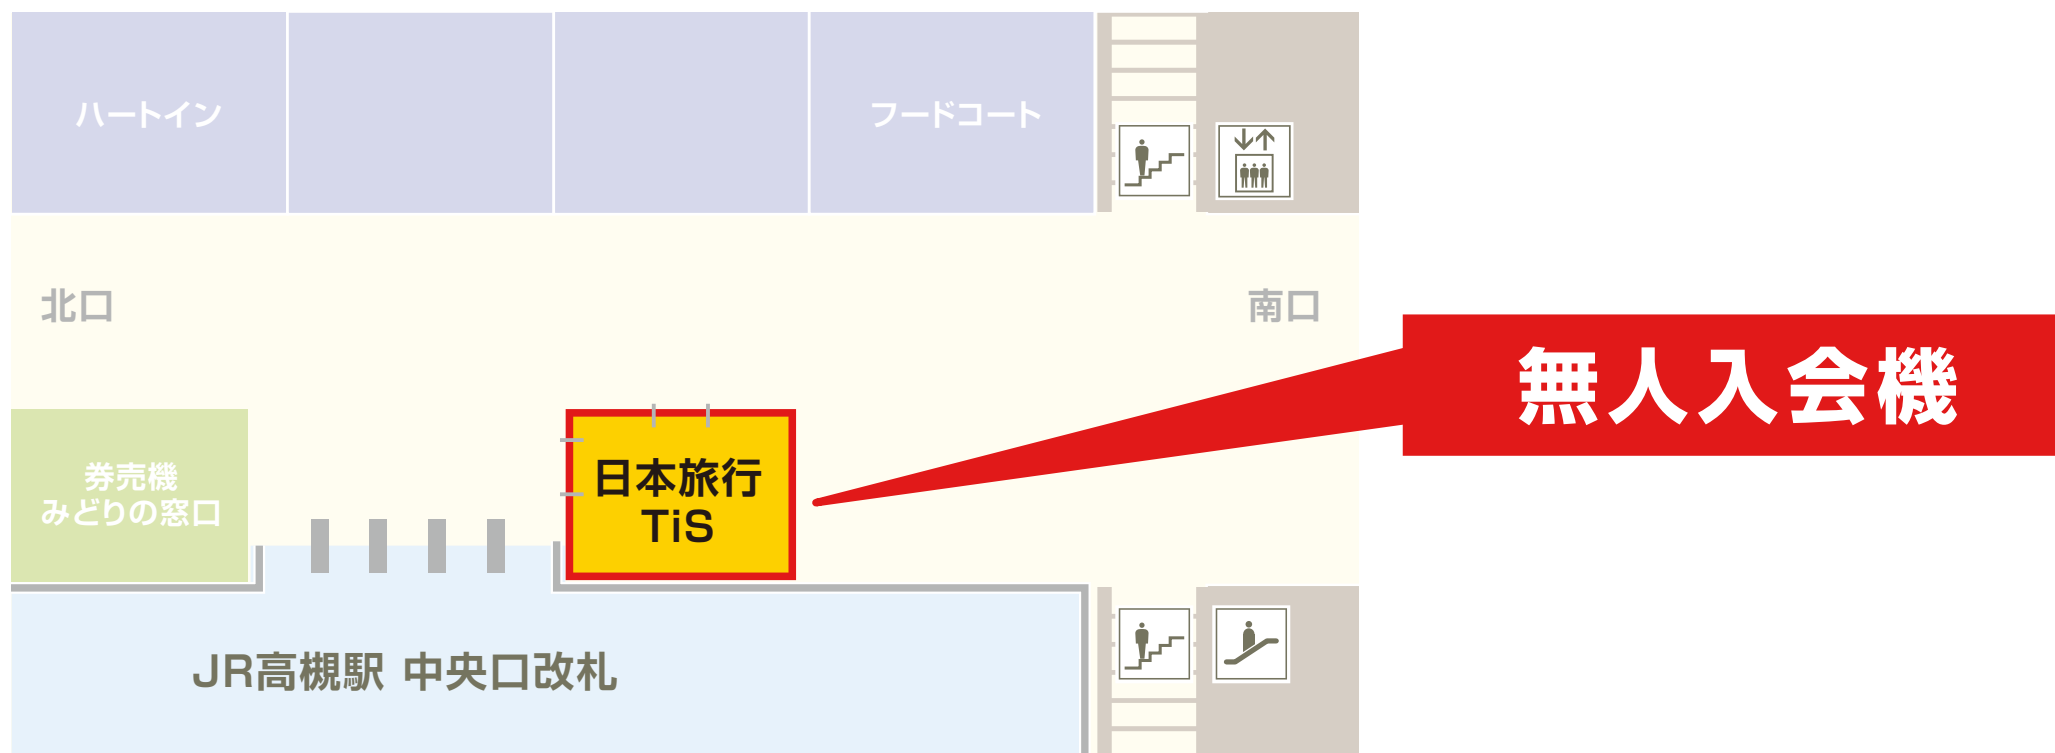 ハートイン
フードコート
北口
南口
無人入会機
券売機
みどりの窓口
日本旅行
TiS
JR高槻駅 中央口改札